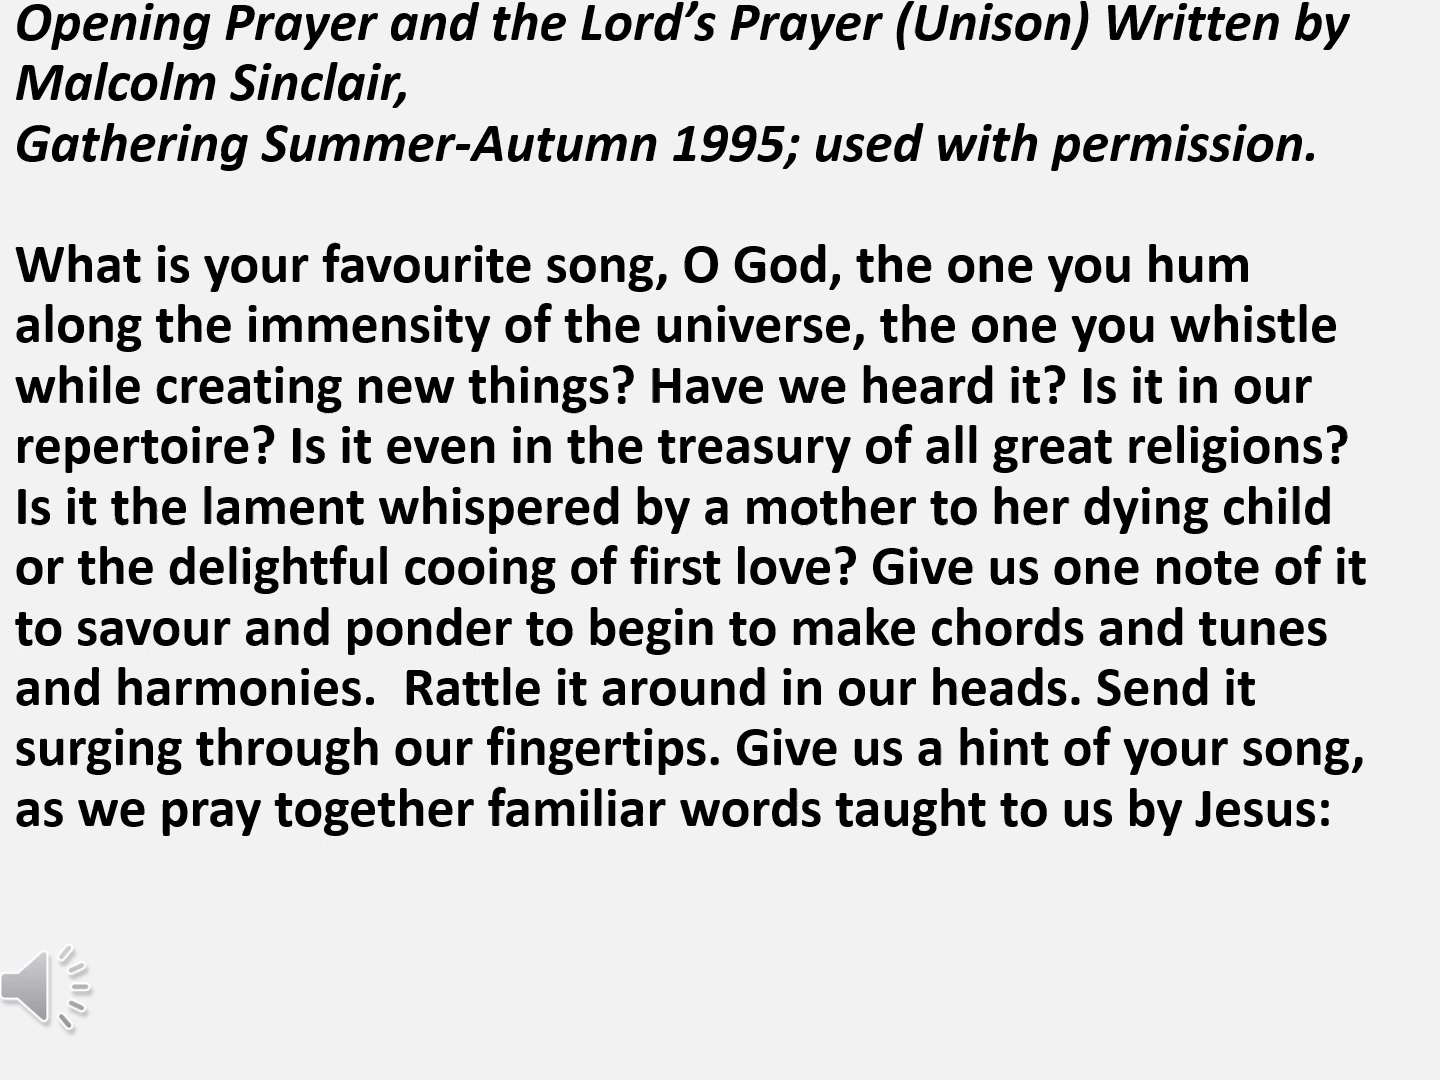 Opening Prayer and the Lord’s Prayer (Unison) Written by
Malcolm Sinclair,
Gathering Summer-Autumn 1995; used with permission.
What is your favourite song, O God, the one you hum
along the immensity of the universe, the one you whistle
while creating new things? Have we heard it? Is it in our
repertoire? Is it even in the treasury of all great religions?
Is it the lament whispered by a mother to her dying child
or the delightful cooing of first love? Give us one note of it
to savour and ponder to begin to make chords and tunes
and harmonies.  Rattle it around in our heads. Send it
surging through our fingertips. Give us a hint of your song,
as we pray together familiar words taught to us by Jesus: